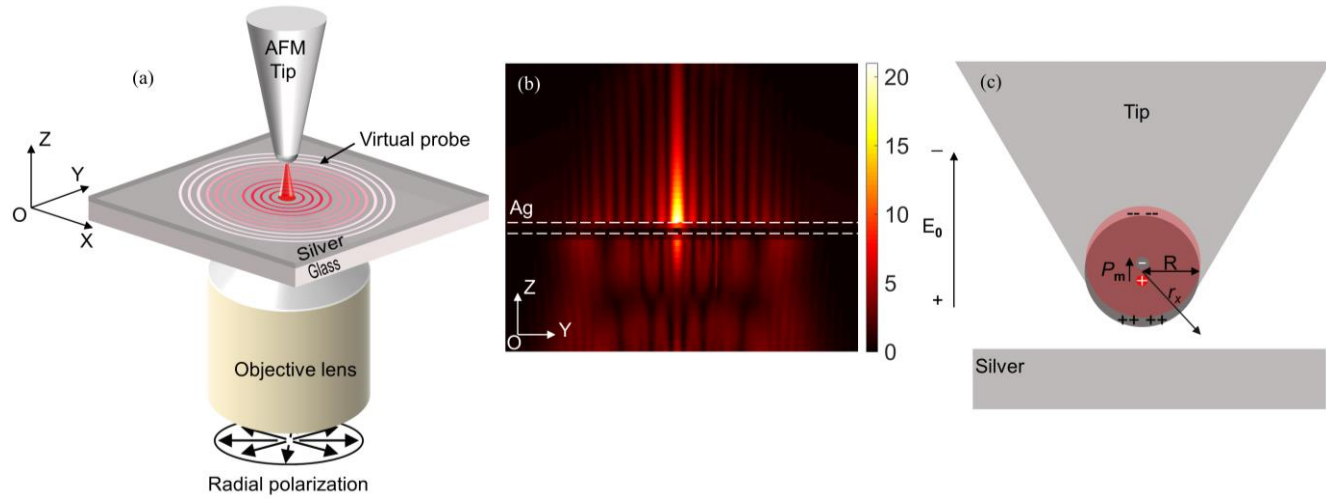 (a)
AFM
Tip
Virtual probe
Z
Y
O
X
Silver
Glass
Objective lens
Radial polarization
(b)
Ag
Z
O
Y
20
15
10
5
0
(c)
Tip
−
E₀
+
-- --
−
Pₘ
R
+
rₓ
++ ++
Silver